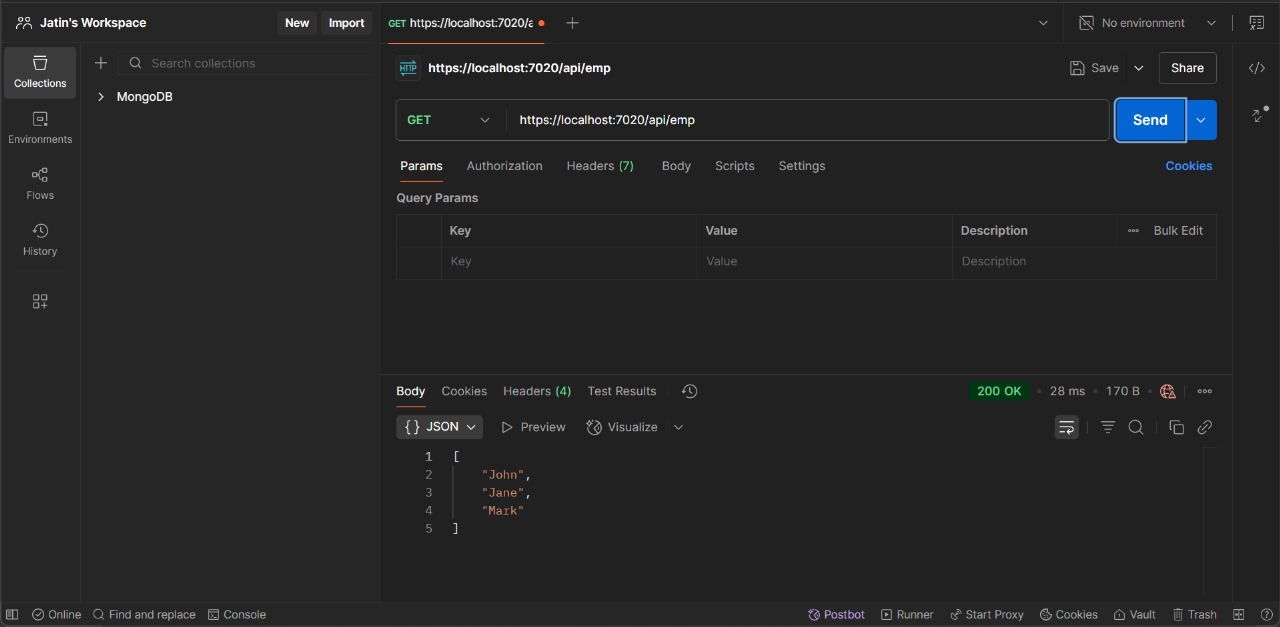 Jatin's Workspace New Import GET https://localhost:7020/a No environment
Collections Search collections https://localhost:7020/api/emp Save Share
MongoDB
Environments GET https://localhost:7020/api/emp Send
Flows Params Authorization Headers (7) Body Scripts Settings Cookies
Query Params
History Key Value Description Bulk Edit
Key Value Description
Body Cookies Headers (4) Test Results 200 OK 28 ms 170 B
{} JSON Preview Visualize
1 [
2 "John",
3 "Jane",
4 "Mark"
5 ]
Online Find and replace Console Postbot Runner Start Proxy Cookies Vault Trash